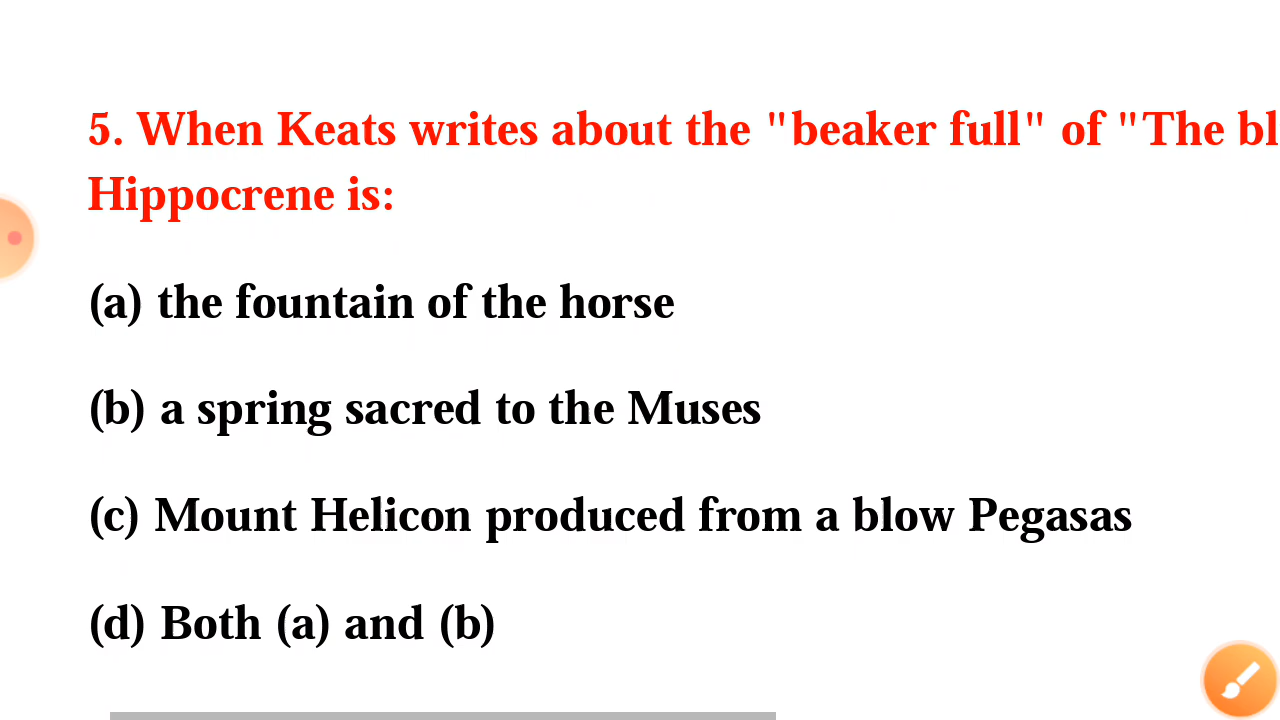 5. When Keats writes about the "beaker full" of "The
Hippocrene is:
(a) the fountain of the horse
(b) a spring sacred to the Muses
(c) Mount Helicon produced from a blow Pegasas
(d) Both (a) and (b)